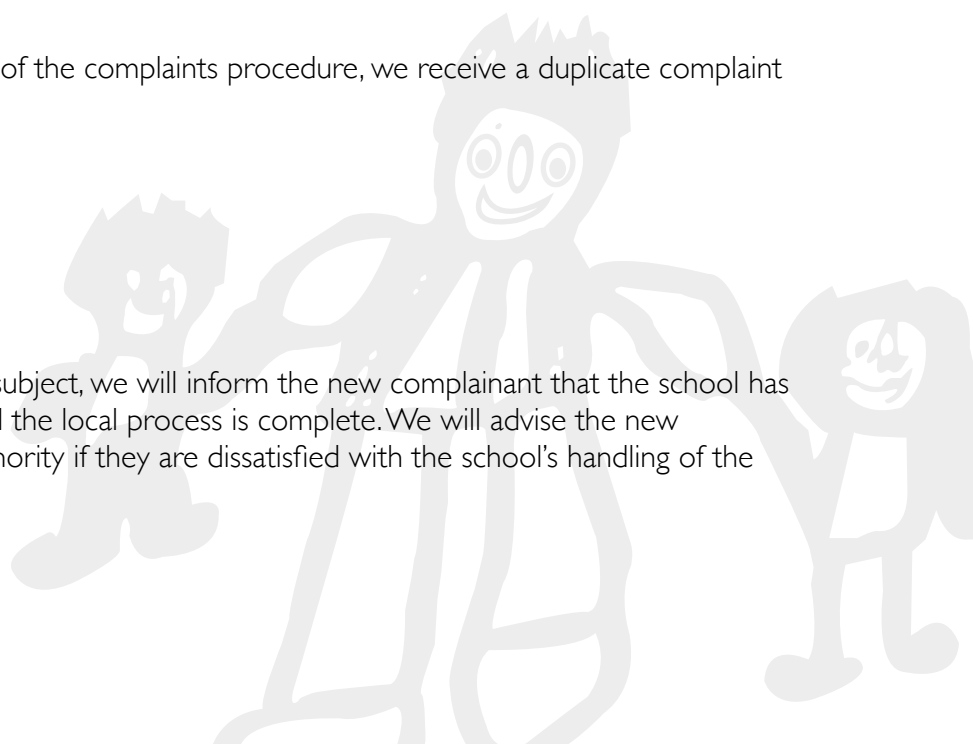 of the complaints procedure, we receive a duplicate complaint
subject, we will inform the new complainant that the school has
the local process is complete. We will advise the new
if they are dissatisfied with the school's handling of the